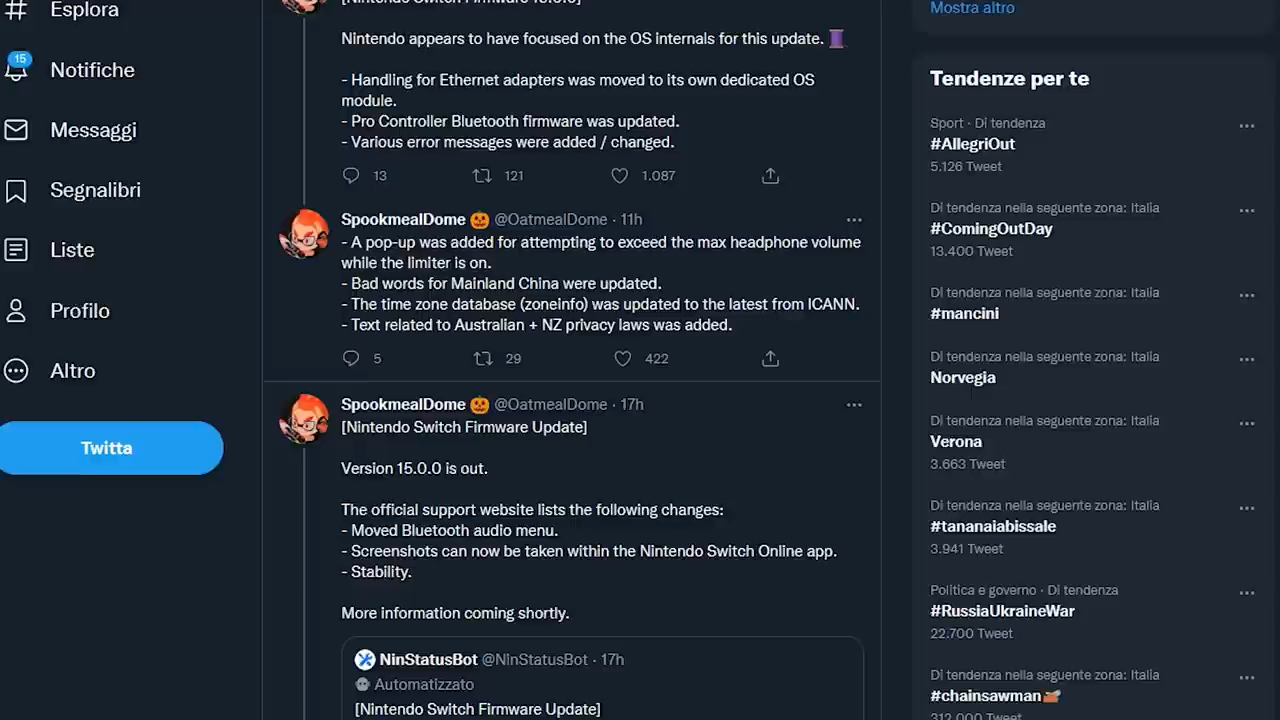 Esplora
15
Notifiche
Messaggi
Segnalibri
Liste
Profilo
Altro
Twitta
Nintendo appears to have focused on the OS internals for this update. 🧵
- Handling for Ethernet adapters was moved to its own dedicated OS
module.
- Pro Controller Bluetooth firmware was updated.
- Various error messages were added / changed.
13 121 1.087
SpookmealDome 🎃 @OatmealDome · 11h
- A pop-up was added for attempting to exceed the max headphone volume
while the limiter is on.
- Bad words for Mainland China were updated.
- The time zone database (zoneinfo) was updated to the latest from ICANN.
- Text related to Australian + NZ privacy laws was added.
5 29 422
SpookmealDome 🎃 @OatmealDome · 17h
[Nintendo Switch Firmware Update]
Version 15.0.0 is out.
The official support website lists the following changes:
- Moved Bluetooth audio menu.
- Screenshots can now be taken within the Nintendo Switch Online app.
- Stability.
More information coming shortly.
NinStatusBot @NinStatusBot · 17h
Automatizzato
[Nintendo Switch Firmware Update]
Mostra altro
Tendenze per te
Sport · Di tendenza
#AllegriOut
5.126 Tweet
Di tendenza nella seguente zona: Italia
#ComingOutDay
13.400 Tweet
Di tendenza nella seguente zona: Italia
#mancini
Di tendenza nella seguente zona: Italia
Norvegia
Di tendenza nella seguente zona: Italia
Verona
3.663 Tweet
Di tendenza nella seguente zona: Italia
#tananaiabissale
3.941 Tweet
Politica e governo · Di tendenza
#RussiaUkraineWar
22.700 Tweet
Di tendenza nella seguente zona: Italia
#chainsawman
312.000 Tweet